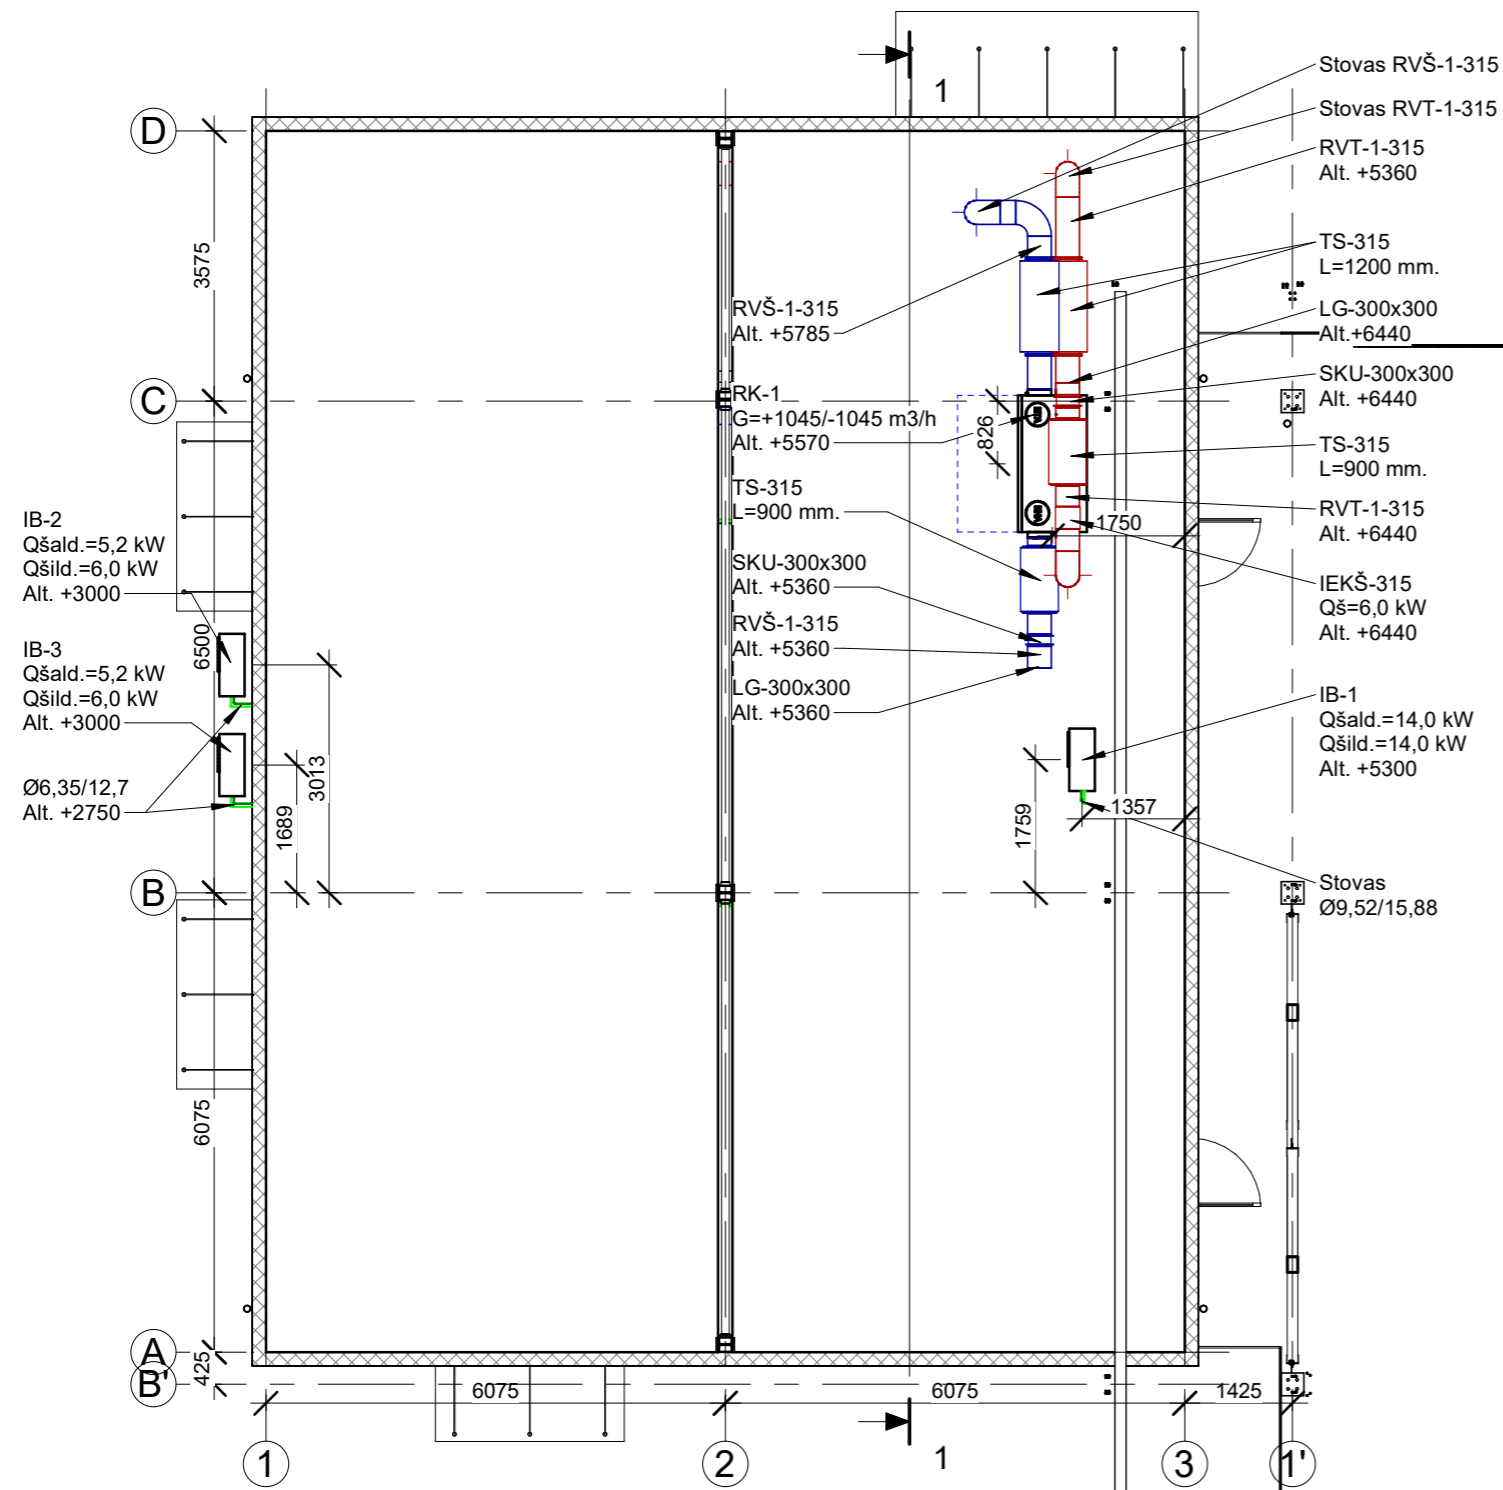 Stovas RVŠ-1-315
Stovas RVT-1-315
RVT-1-315
Alt. +5360
TS-315
L=1200 mm.
LG-300x300
Alt.+6440
SKU-300x300
Alt. +6440
TS-315
L=900 mm.
RVT-1-315
Alt. +6440
IEKŠ-315
Qš=6,0 kW
Alt. +6440
IB-1
Qšald.=14,0 kW
Qšild.=14,0 kW
Alt. +5300
Stovas
Ø9,52/15,88
RVŠ-1-315
Alt. +5785
RK-1
G=+1045/-1045 m3/h
Alt. +5570
TS-315
L=900 mm.
SKU-300x300
Alt. +5360
RVŠ-1-315
Alt. +5360
LG-300x300
Alt. +5360
IB-2
Qšald.=5,2 kW
Qšild.=6,0 kW
Alt. +3000
IB-3
Qšald.=5,2 kW
Qšild.=6,0 kW
Alt. +3000
Ø6,35/12,7
Alt. +2750
D
C
B
A
B'
3575
6500
6075
425
1689
3013
826
1750
1759
1357
6075
6075
1425
1
1
1
2
3
1'